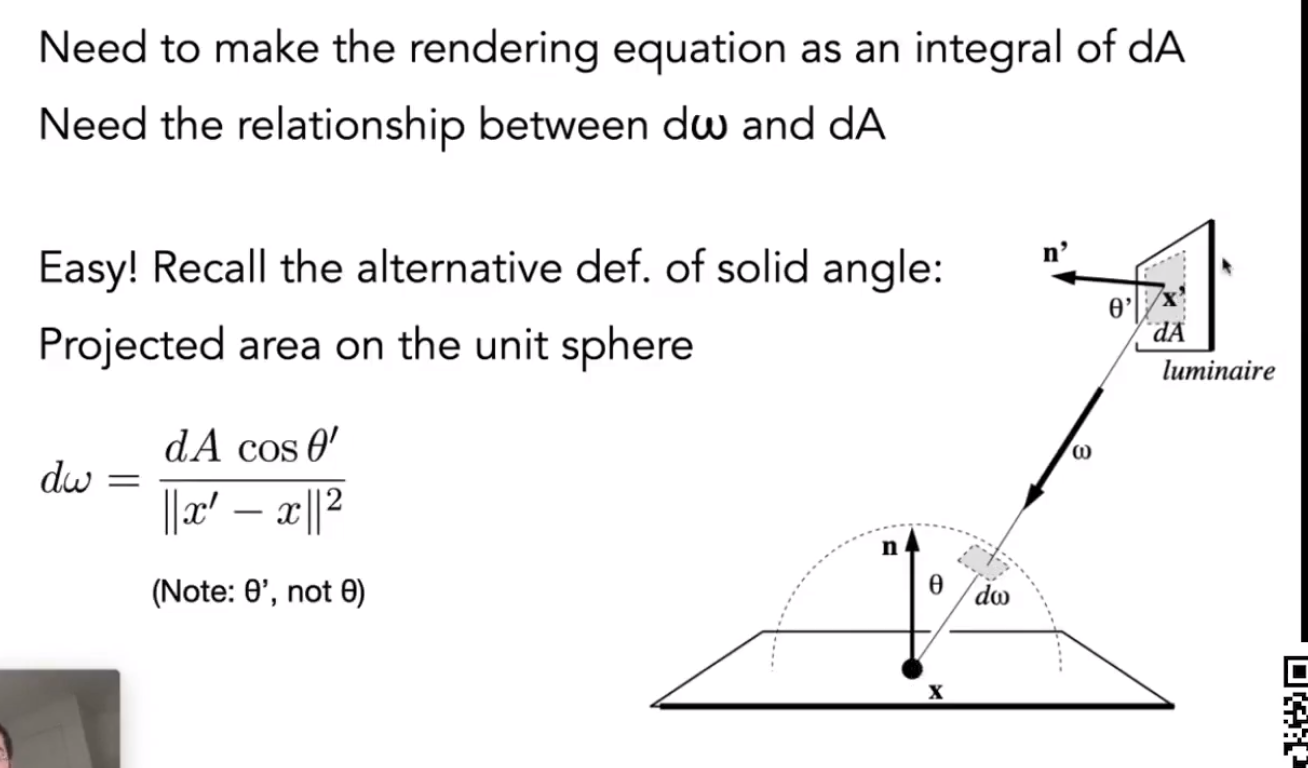 Need to make the rendering equation as an integral of dA
Need the relationship between dω and dA
Easy! Recall the alternative def. of solid angle:
Projected area on the unit sphere
dω = dA cos θ′ / ‖x′ − x‖²
(Note: θ’, not θ)
n’
θ’
x’
dA
luminaire
ω
n
θ
dω
x